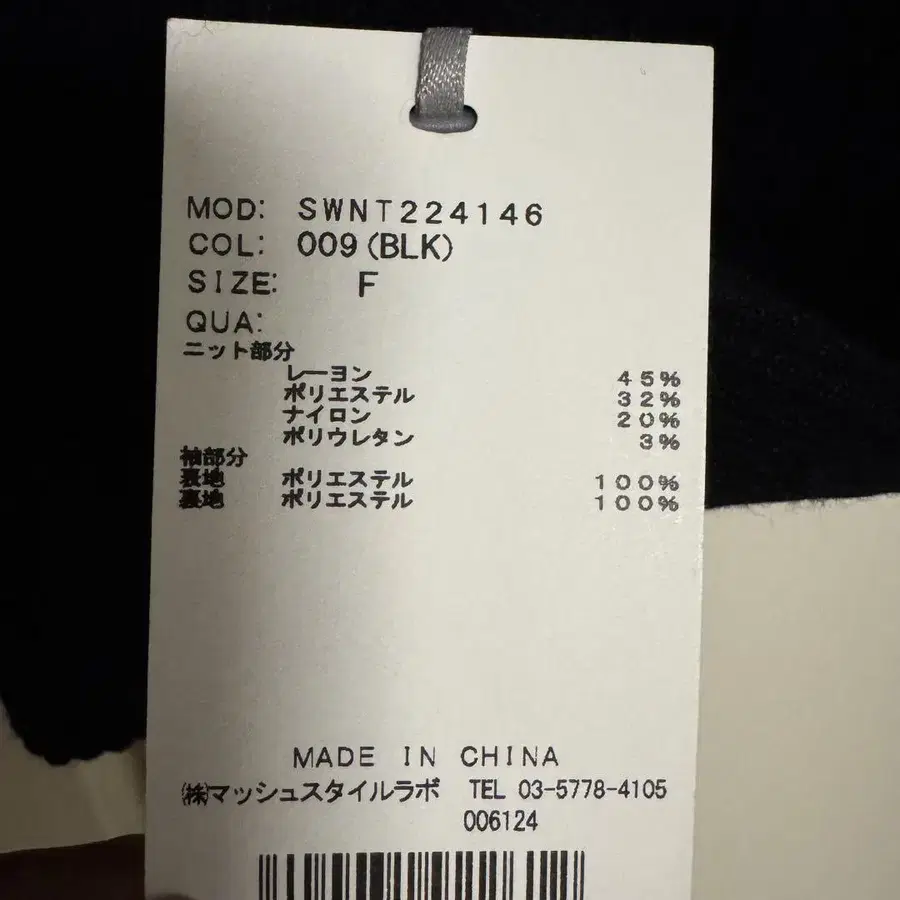 MOD: SWNT224146
COL: 009(BLK)
SIZE: F
QUA:
ニット部分
レーヨン 45%
ポリエステル 32%
ナイロン 20%
ポリウレタン 3%
袖部分
表地 ポリエステル 100%
裏地 ポリエステル 100%
MADE IN CHINA
㈱マッシュスタイルラボ TEL 03-5778-4105
006124